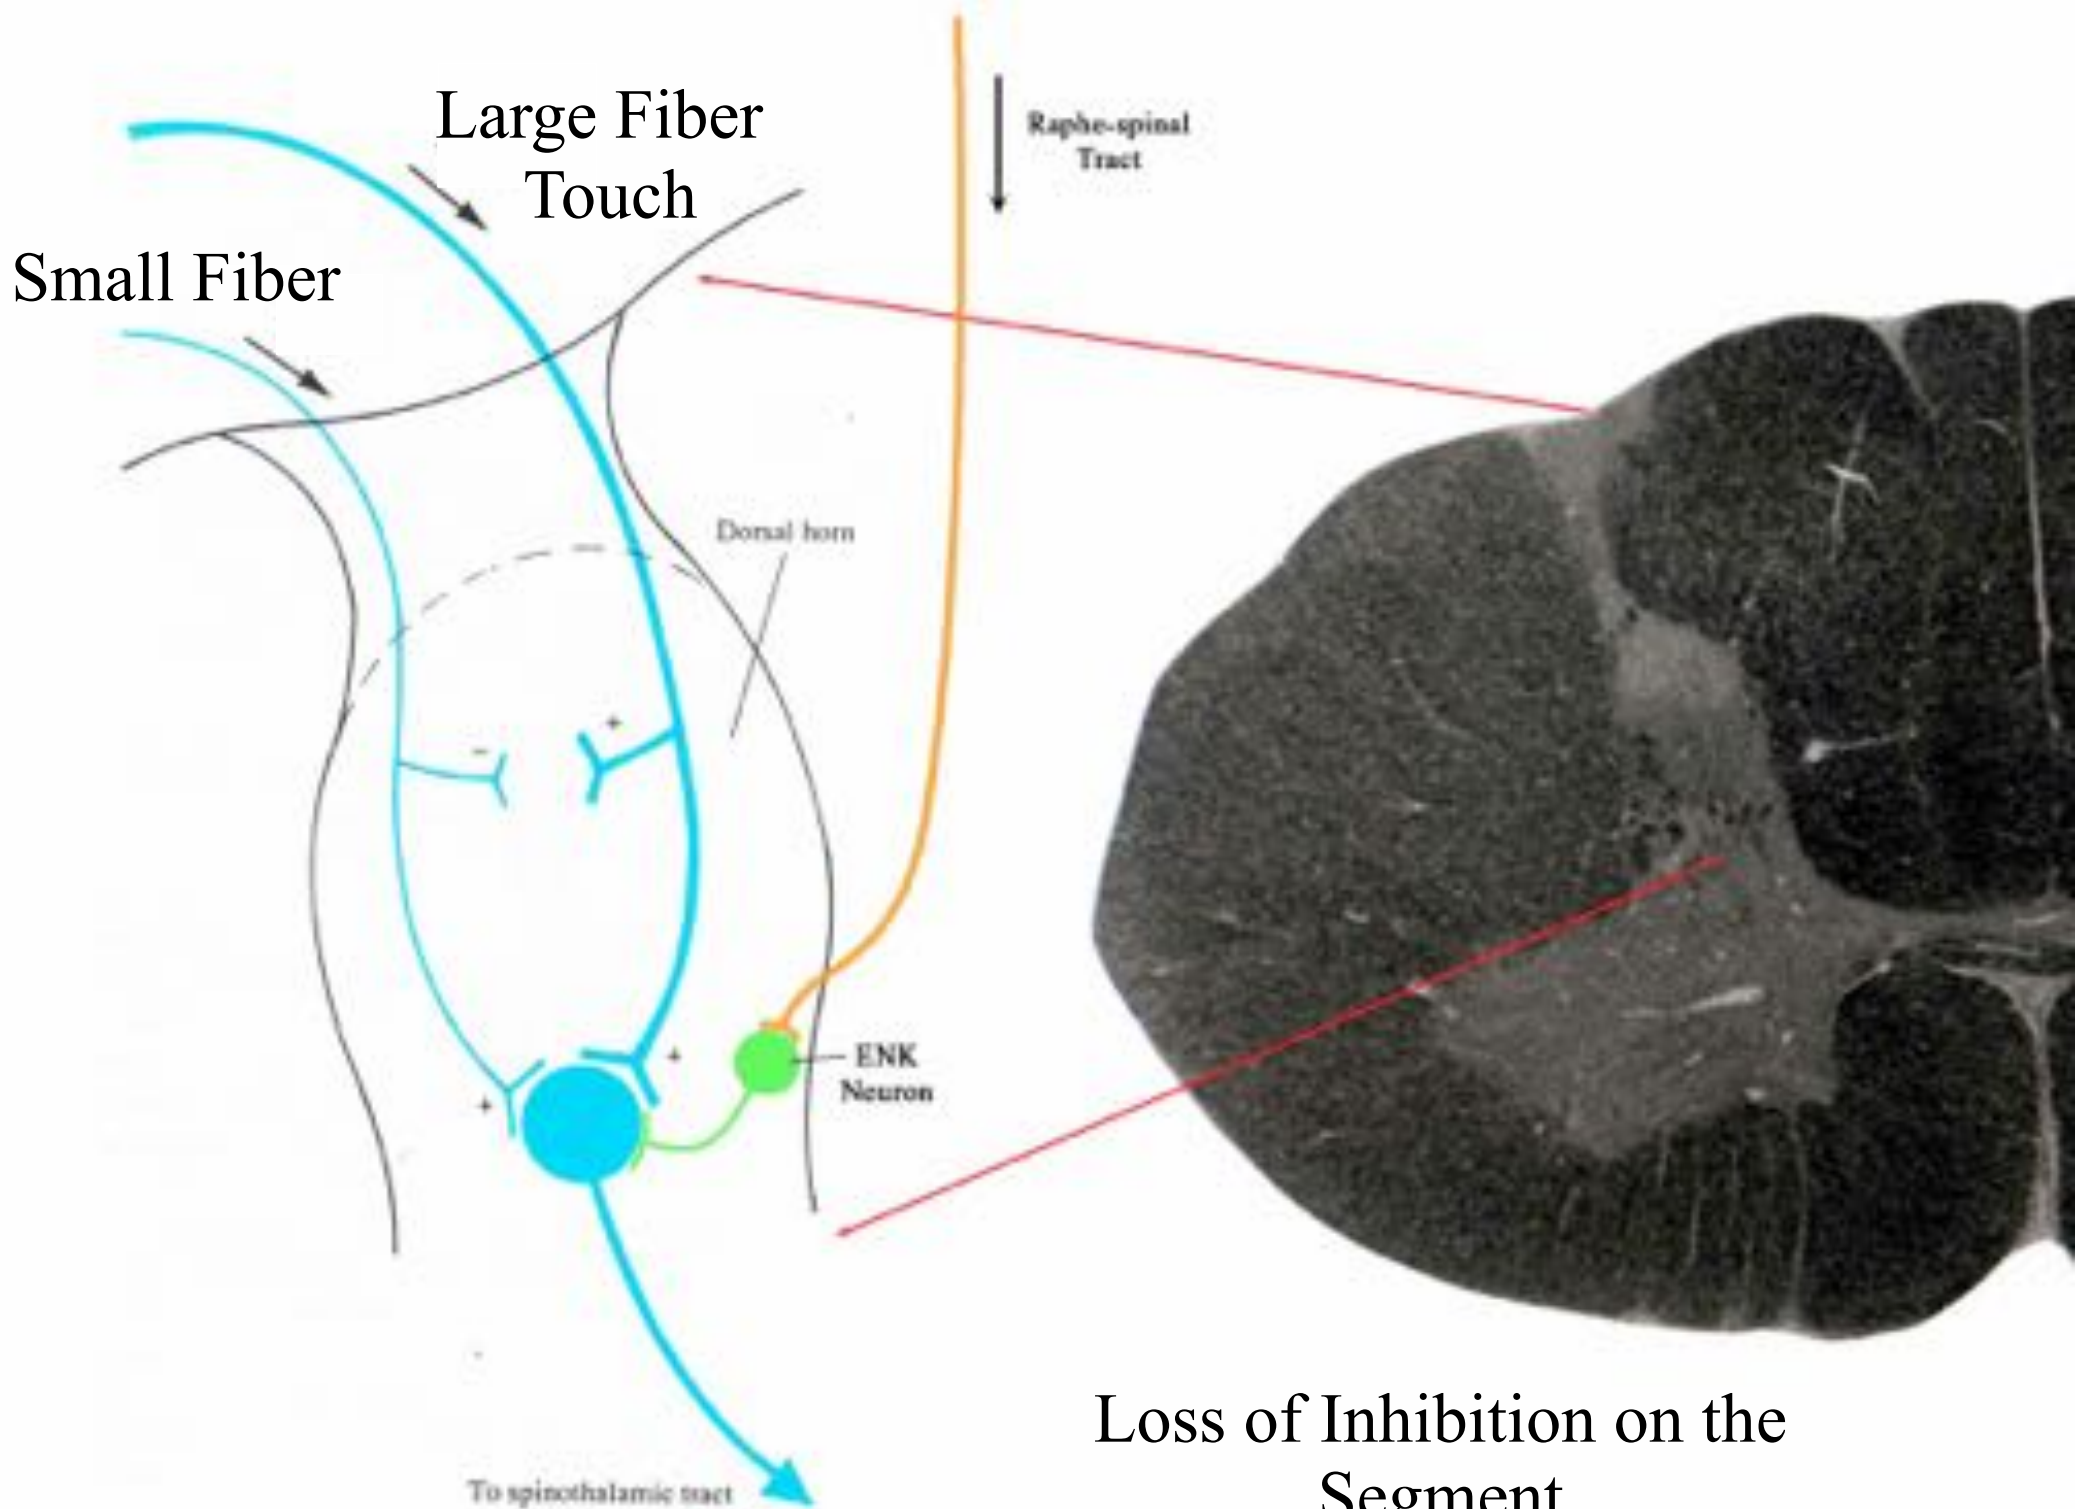 Large Fiber
Touch
Raphe-spinal
Tract
Small Fiber
Dorsal horn
+
-
ENK
Neuron
+
+
Loss of Inhibition on the
Segment
To spinothalamic tract